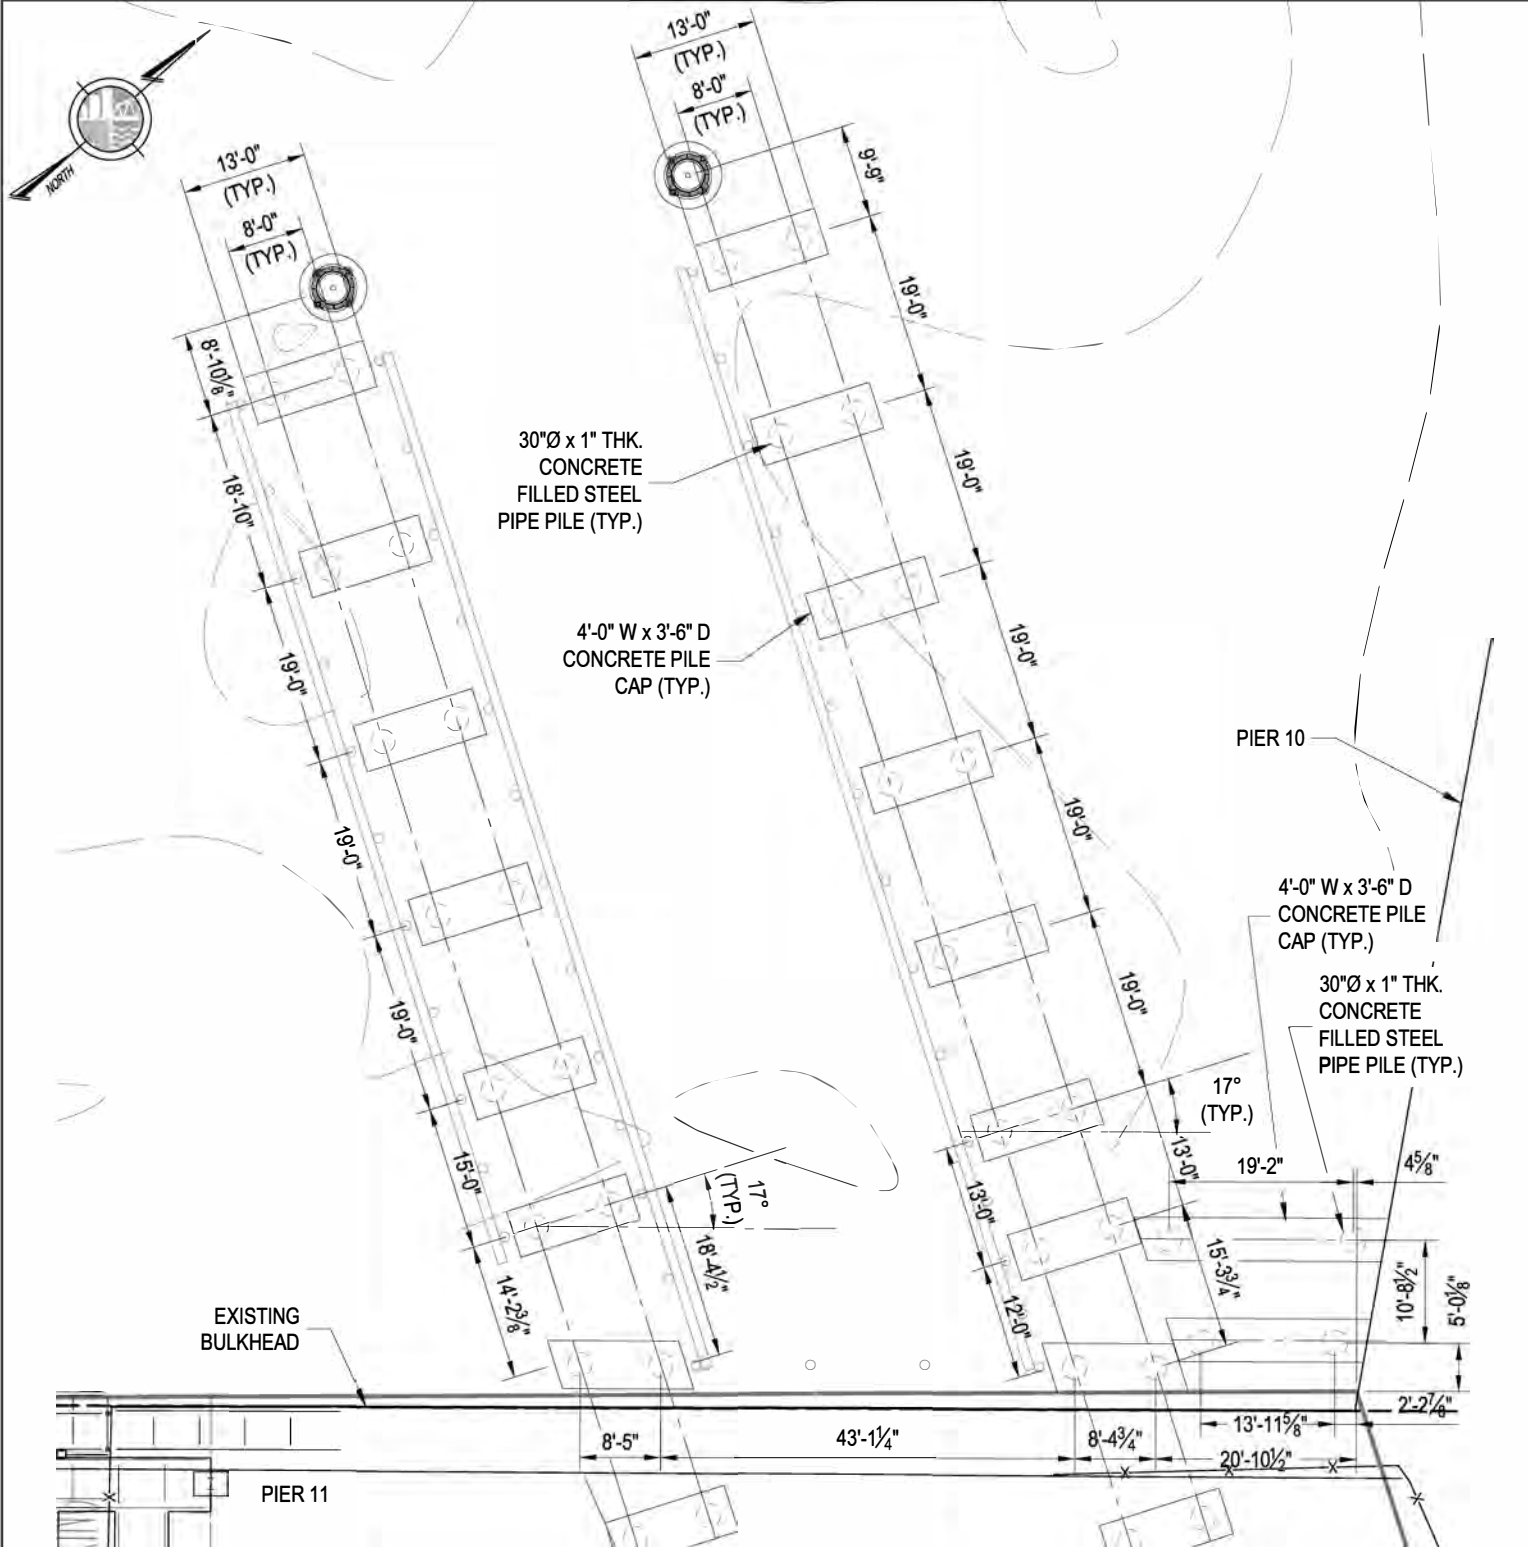 13'-0"
(TYP.)
8'-0"
(TYP.)
9'-9"
NORTH
13'-0"
(TYP.)
8'-0"
(TYP.)
8'-10⅛"
18'-10"
19'-0"
19'-0"
19'-0"
15'-0"
14'-2⅜"
19'-0"
19'-0"
19'-0"
19'-0"
19'-0"
30"Ø x 1" THK.
CONCRETE
FILLED STEEL
PIPE PILE (TYP.)
4'-0" W x 3'-6" D
CONCRETE PILE
CAP (TYP.)
PIER 10
4'-0" W x 3'-6" D
CONCRETE PILE
CAP (TYP.)
30"Ø x 1" THK.
CONCRETE
FILLED STEEL
PIPE PILE (TYP.)
17°
(TYP.)
13'-0"
19'-2"
4⅝"
17°
(TYP.)
18'-4½"
13'-0"
12'-0"
15'-3¾"
10'-8½"
5'-0⅛"
EXISTING
BULKHEAD
8'-5"
43'-1¼"
8'-4¾"
13'-11⅝"
2'-2⅞"
20'-10½"
PIER 11